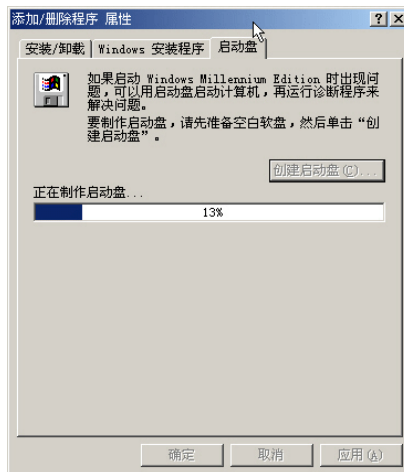 添加/删除程序 属性
安装/卸载 Windows 安装程序 启动盘
如果启动 Windows Millennium Edition 时出现问
题，可以用启动盘启动计算机，再运行诊断程序来
解决问题。
要制作启动盘，请先准备空白软盘，然后单击“创
建启动盘”。
创建启动盘(C)...
正在制作启动盘...
13%
确定 取消 应用(A)